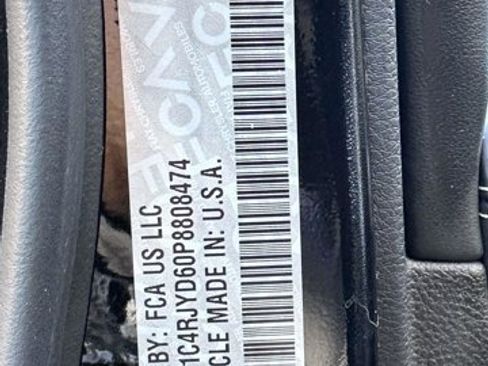 BY: FCA US LLC
1C4RJYD60P8808474
CLE MADE IN: U.S.A.